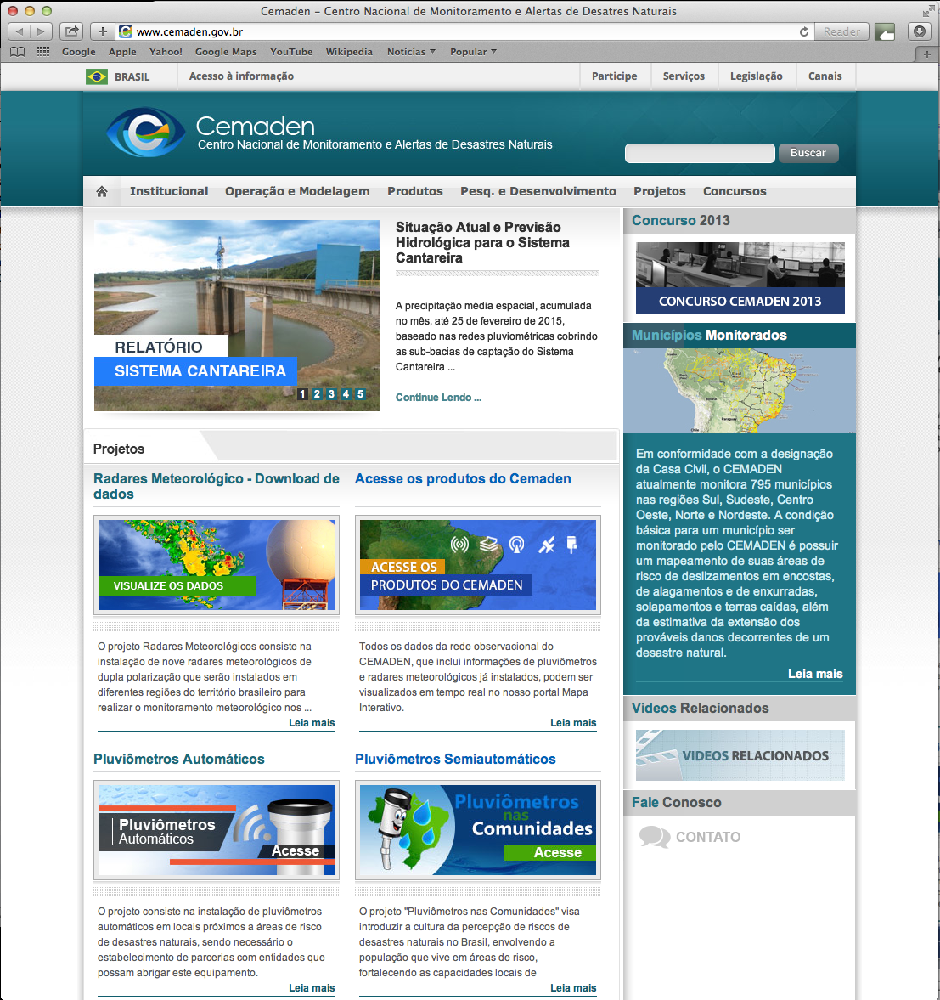 Cemaden – Centro Nacional de Monitoramento e Alertas de Desatres Naturais
www.cemaden.gov.br
Reader
Google
Apple
Yahoo!
Google Maps
YouTube
Wikipedia
Notícias
Popular
BRASIL
Acesso à informação
Participe
Serviços
Legislação
Canais
Cemaden
Centro Nacional de Monitoramento e Alertas de Desastres Naturais
Buscar
Institucional
Operação e Modelagem
Produtos
Pesq. e Desenvolvimento
Projetos
Concursos
RELATÓRIO
SISTEMA CANTAREIRA
1 2 3 4 5
Situação Atual e Previsão
Hidrológica para o Sistema
Cantareira
A precipitação média espacial, acumulada
no mês, até 25 de fevereiro de 2015,
baseado nas redes pluviométricas cobrindo
as sub-bacias de captação do Sistema
Cantareira ...
Continue Lendo ...
Projetos
Radares Meteorológico - Download de
dados
VISUALIZE OS DADOS
O projeto Radares Meteorológicos consiste na
instalação de nove radares meteorológicos de
dupla polarização que serão instalados em
diferentes regiões do território brasileiro para
realizar o monitoramento meteorológico nos ...
Leia mais
Acesse os produtos do Cemaden
ACESSE OS
PRODUTOS DO CEMADEN
Todos os dados da rede observacional do
CEMADEN, que inclui informações de pluviômetros
e radares meteorológicos já instalados, podem ser
visualizados em tempo real no nosso portal Mapa
Interativo.
Leia mais
Pluviômetros Automáticos
Pluviômetros
Automáticos
Acesse
O projeto consiste na instalação de pluviômetros
automáticos em locais próximos a áreas de risco
de desastres naturais, sendo necessário o
estabelecimento de parcerias com entidades que
possam abrigar este equipamento.
Leia mais
Pluviômetros Semiautomáticos
Pluviômetros
nas
Comunidades
Acesse
O projeto "Pluviômetros nas Comunidades" visa
introduzir a cultura da percepção de riscos de
desastres naturais no Brasil, envolvendo a
população que vive em áreas de risco,
fortalecendo as capacidades locais de
Leia mais
Concurso 2013
CONCURSO CEMADEN 2013
Municípios Monitorados
Em conformidade com a designação
da Casa Civil, o CEMADEN
atualmente monitora 795 municípios
nas regiões Sul, Sudeste, Centro
Oeste, Norte e Nordeste. A condição
básica para um município ser
monitorado pelo CEMADEN é possuir
um mapeamento de suas áreas de
risco de deslizamentos em encostas,
de alagamentos e de enxurradas,
solapamentos e terras caídas, além
da estimativa da extensão dos
prováveis danos decorrentes de um
desastre natural.
Leia mais
Videos Relacionados
VIDEOS RELACIONADOS
Fale Conosco
CONTATO